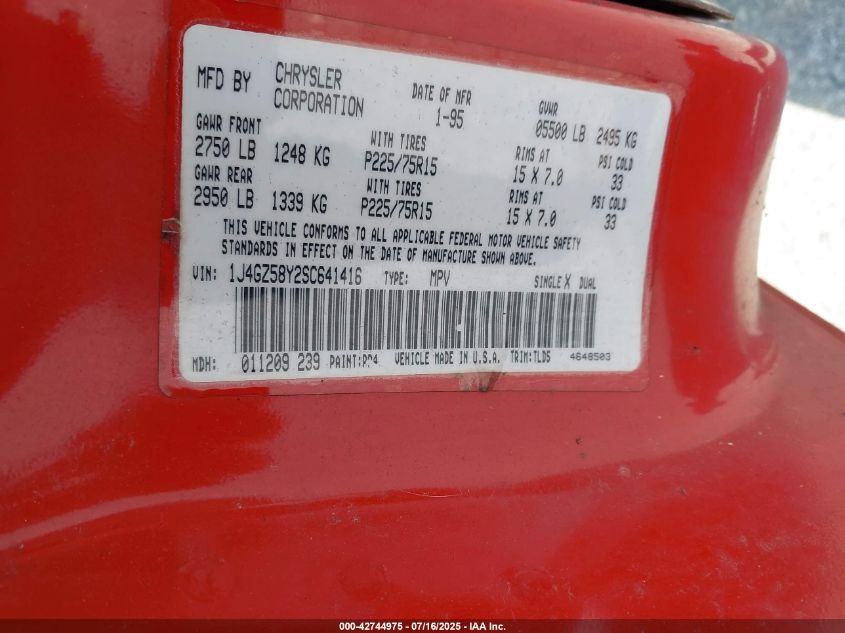 MFD BY CHRYSLER CORPORATION DATE OF MFR 1-95 GVWR 05500 LB 2495 KG
GAWR FRONT WITH TIRES RIMS AT PSI COLD
2750 LB 1248 KG P225/75R15 15 X 7.0 33
GAWR REAR WITH TIRES RIMS AT PSI COLD
2950 LB 1339 KG P225/75R15 15 X 7.0 33
THIS VEHICLE CONFORMS TO ALL APPLICABLE FEDERAL MOTOR VEHICLE SAFETY
STANDARDS IN EFFECT ON THE DATE OF MANUFACTURE SHOWN ABOVE.
VIN: 1J4GZ58Y2SC641416 TYPE: MPV SINGLE X DUAL
MDH: 011209 239 PAINT: VEHICLE MADE IN U.S.A. TRIM:TLD5 4648503
000-42744975 - 07/16/2025 - IAA Inc.